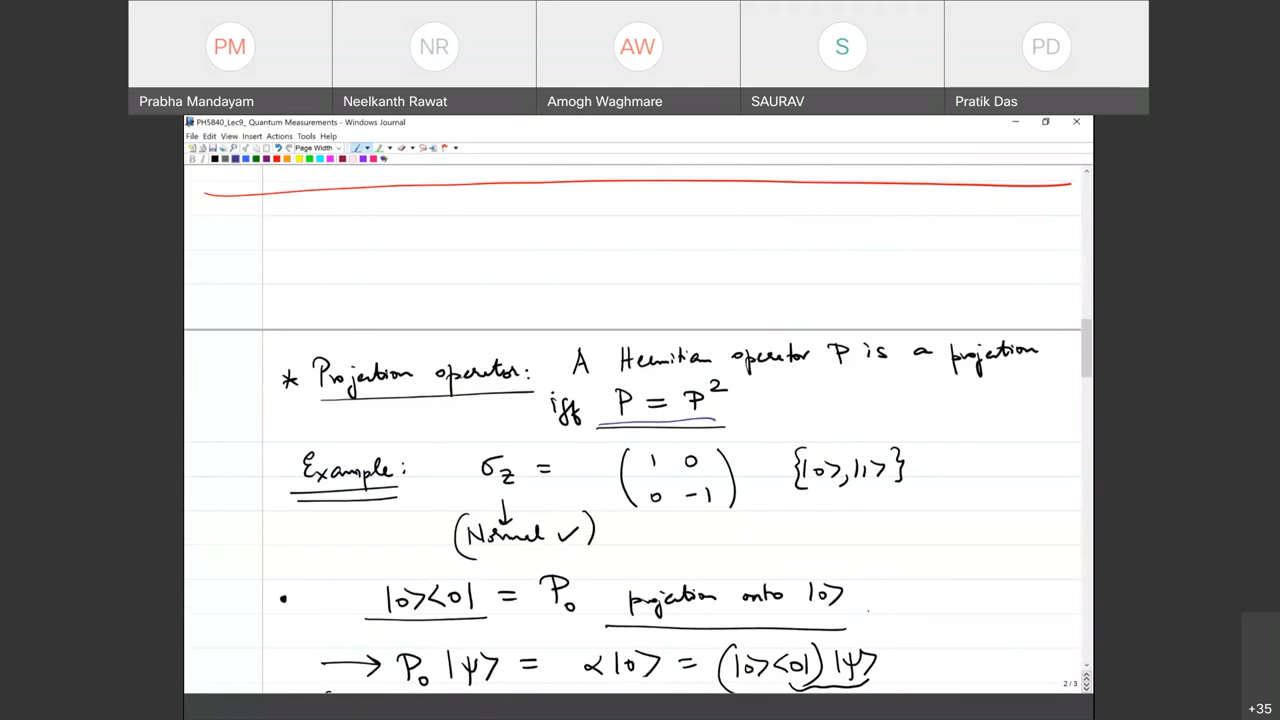 PM NR AW S PD
Prabha Mandayam Neelkanth Rawat Amogh Waghmare SAURAV Pratik Das
PH5840_Lec9_ Quantum Measurements - Windows Journal
File Edit View Insert Actions Tools Help
Page Width
B I
* Projection operator: A Hermitian operator P is a projection
iff P = P²
Example: σz = ( 1 0 0 -1 ) {|0>, |1>}
(Normal ✓)
• |0><0| = P₀ projection onto |0>
→ P₀ |ψ> = α|0> = (|0><0|) |ψ>
2 / 3
+35